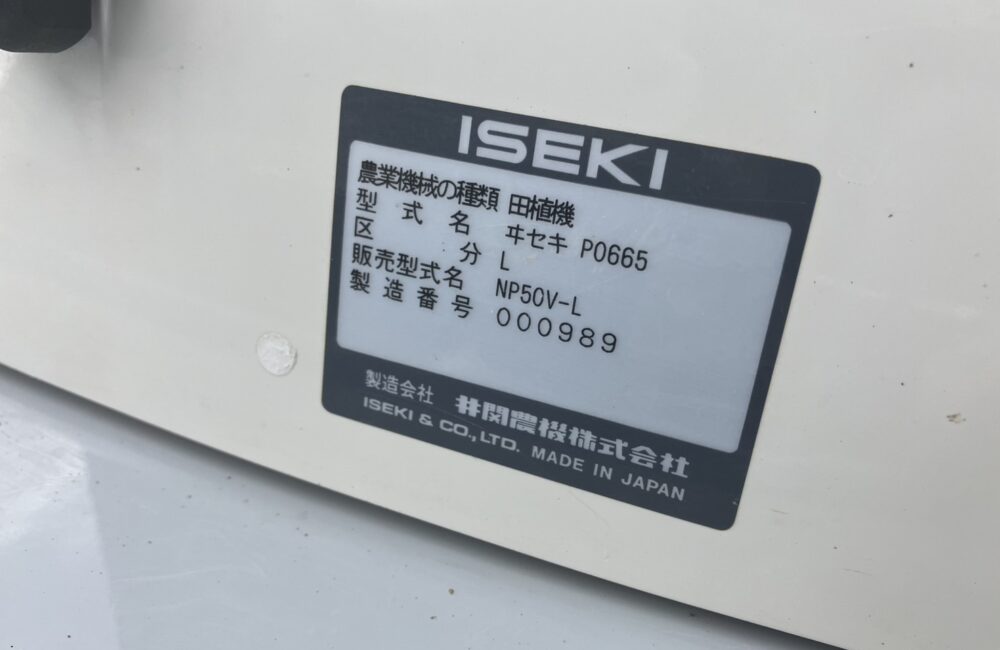 ISEKI
農業機械の種類 田植機
型式名 ヰセキ P0665
区分 L
販売型式名 NP50V-L
製造番号 000989
製造会社 井関農機株式会社
ISEKI & CO.,LTD. MADE IN JAPAN